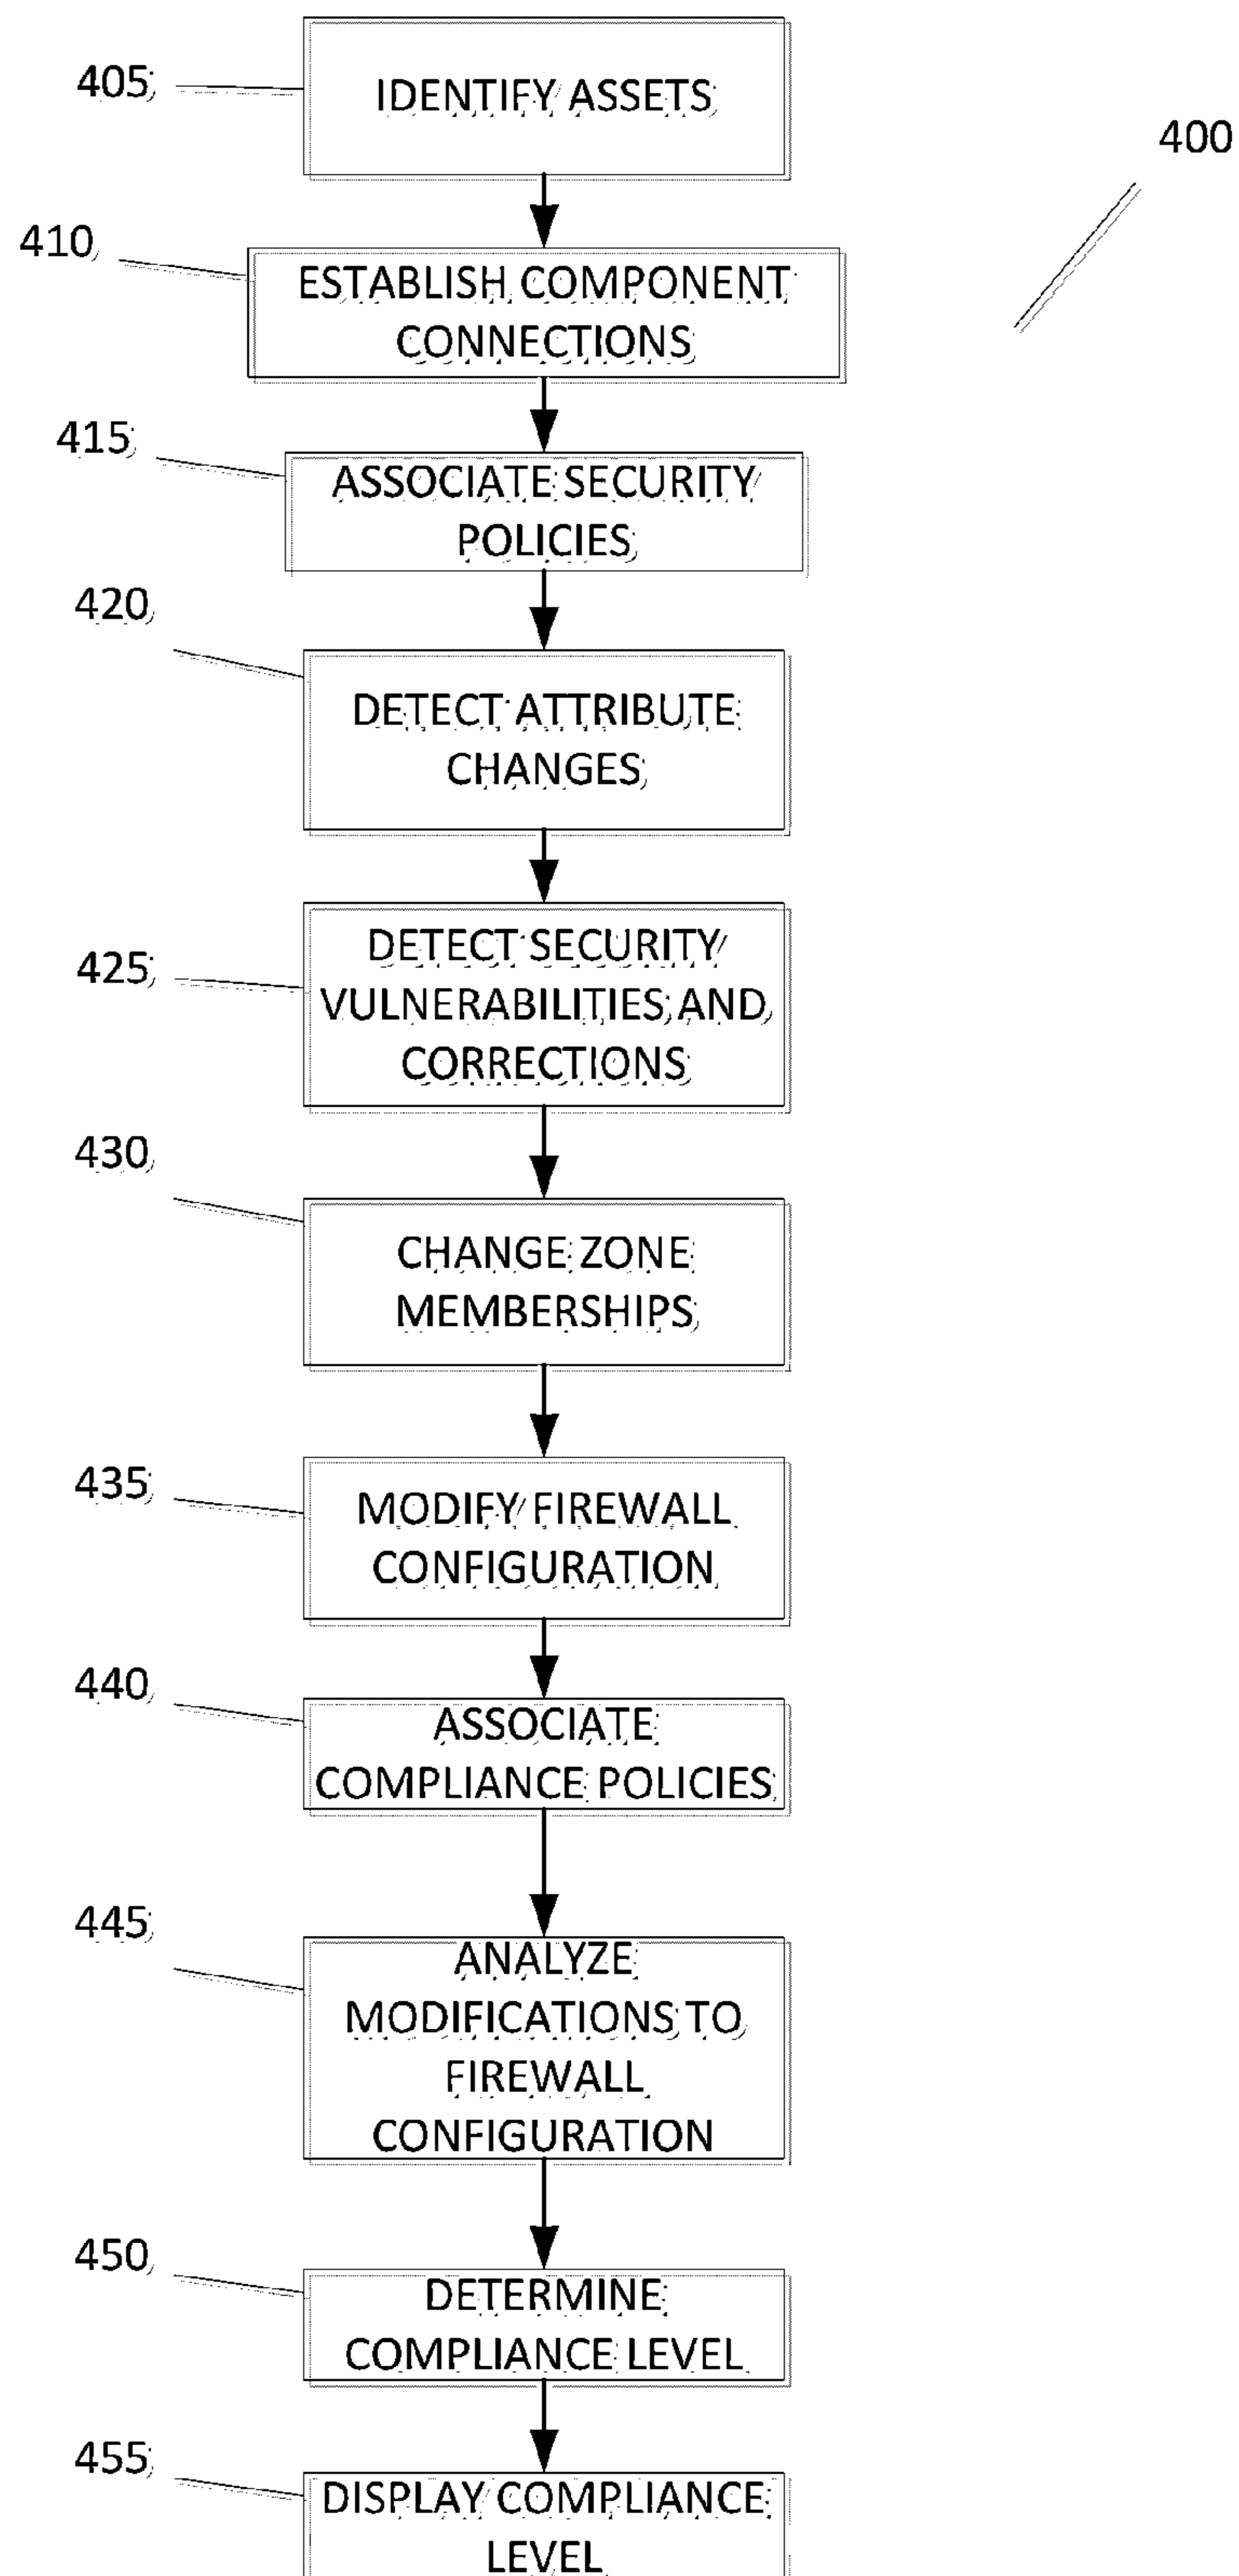 405
IDENTIFY ASSETS
400
410
ESTABLISH COMPONENT
CONNECTIONS
415
ASSOCIATE SECURITY
POLICIES
420
DETECT ATTRIBUTE
CHANGES
425
DETECT SECURITY
VULNERABILITIES AND
CORRECTIONS
430
CHANGE ZONE
MEMBERSHIPS
435
MODIFY FIREWALL
CONFIGURATION
440
ASSOCIATE
COMPLIANCE POLICIES
445
ANALYZE
MODIFICATIONS TO
FIREWALL
CONFIGURATION
450
DETERMINE
COMPLIANCE LEVEL
455
DISPLAY COMPLIANCE
LEVEL